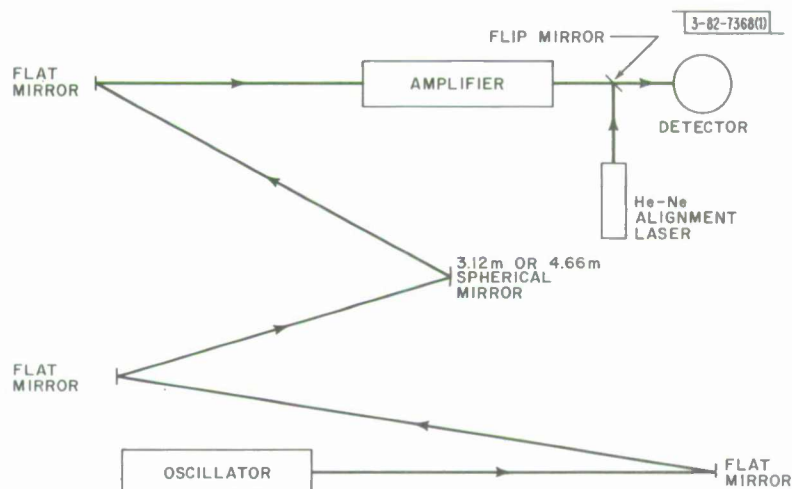 3-82-7368(1)
FLIP MIRROR
FLAT
MIRROR
AMPLIFIER
DETECTOR
He-Ne
ALIGNMENT
LASER
3.12m OR 4.66m
SPHERICAL
MIRROR
FLAT
MIRROR
OSCILLATOR
FLAT
MIRROR